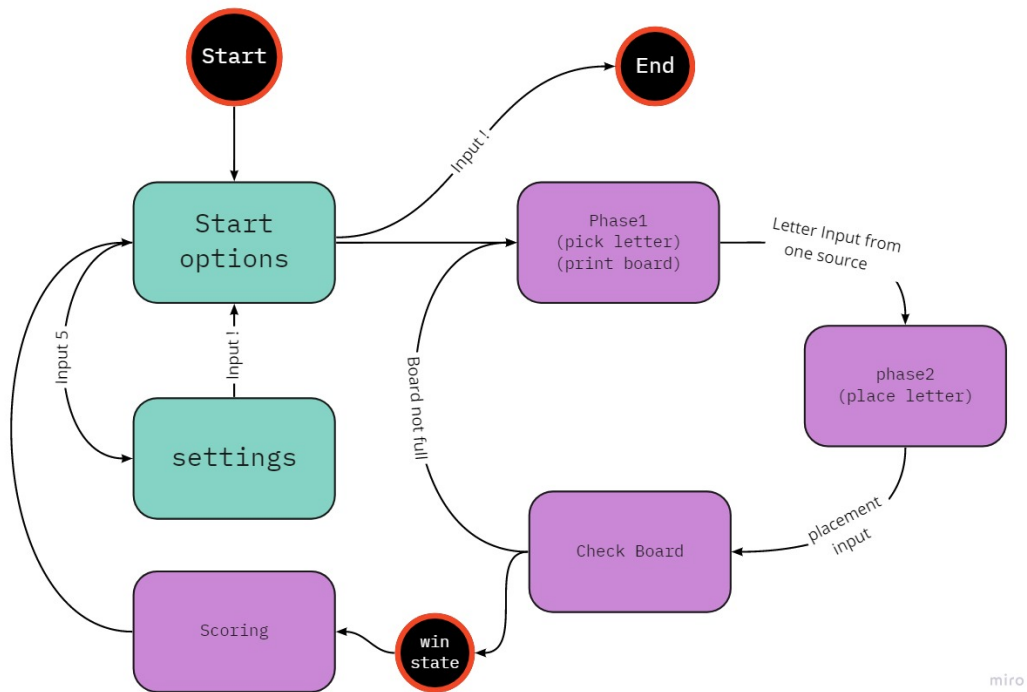 Start
End
Input !
Start
options
Phase1
(pick letter)
(print board)
Letter Input from
one source
Input 5
Input !
Board not full
phase2
(place letter)
settings
placement
input
Check Board
Scoring
win
state
miro